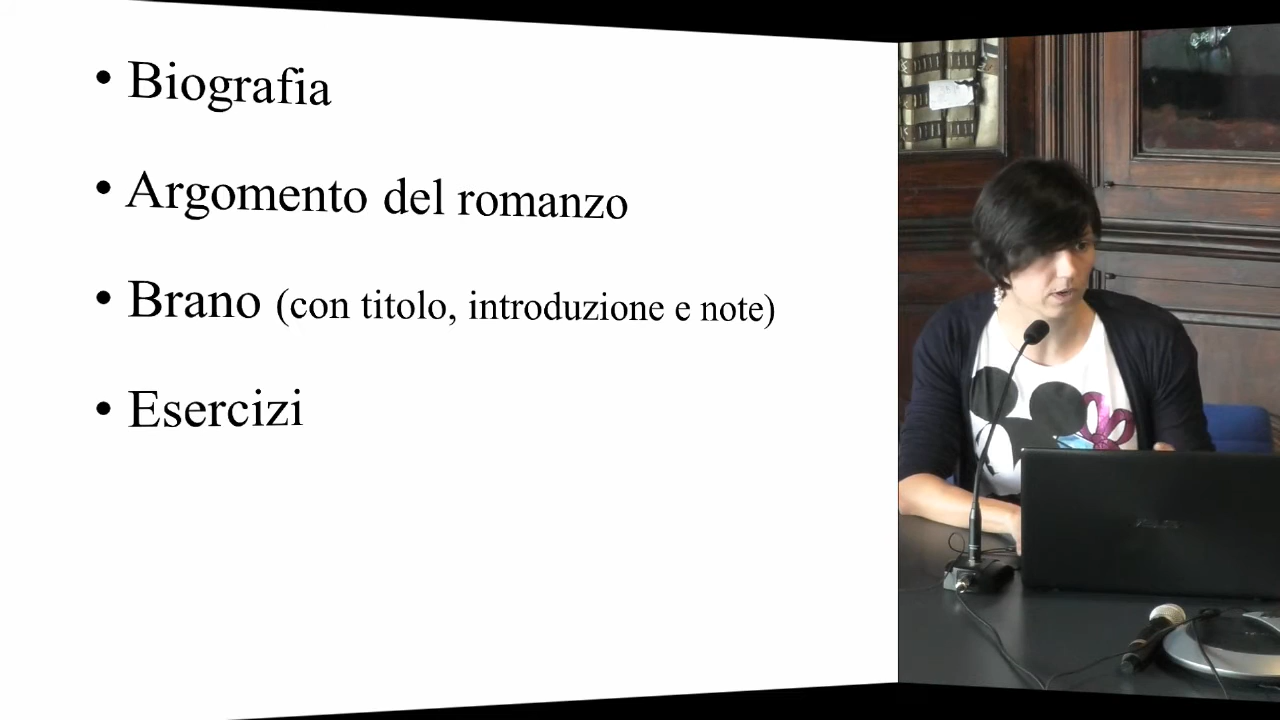 • Biografia
• Argomento del romanzo
• Brano (con titolo, introduzione e note)
• Esercizi